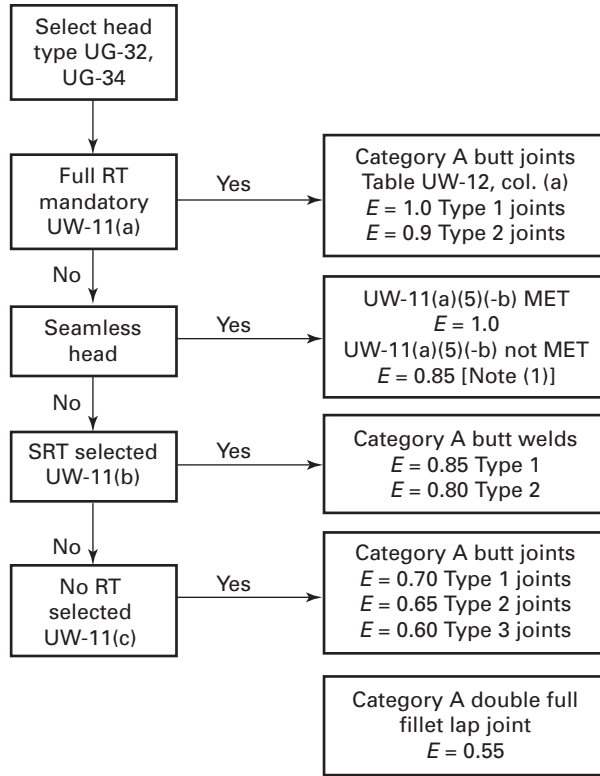 Select head
type UG-32,
UG-34
Full RT
mandatory
UW-11(a)
Yes
Category A butt joints
Table UW-12, col. (a)
E = 1.0 Type 1 joints
E = 0.9 Type 2 joints
No
Seamless
head
Yes
UW-11(a)(5)(-b) MET
E = 1.0
UW-11(a)(5)(-b) not MET
E = 0.85 [Note (1)]
No
SRT selected
UW-11(b)
Yes
Category A butt welds
E = 0.85 Type 1
E = 0.80 Type 2
No
No RT
selected
UW-11(c)
Yes
Category A butt joints
E = 0.70 Type 1 joints
E = 0.65 Type 2 joints
E = 0.60 Type 3 joints
Category A double full
fillet lap joint
E = 0.55